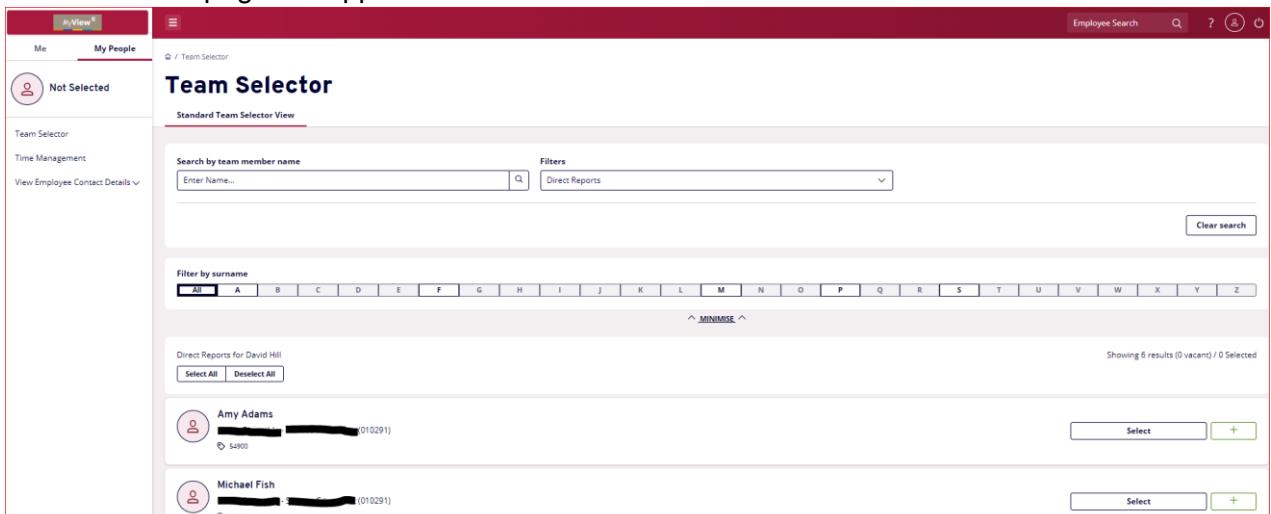 MyView
Me My People
Not Selected
Team Selector
Time Management
View Employee Contact Details
Employee Search ?
/ Team Selector
Team Selector
Standard Team Selector View
Search by team member name Filters
Enter Name... Direct Reports
Clear search
Filter by surname
All A B C D E F G H I J K L M N O P Q R S T U V W X Y Z
MINIMISE
Direct Reports for David Hill Showing 6 results (0 vacant) / 0 Selected
Select All Deselect All
Amy Adams
(010291)
54900
Select +
Michael Fish
(010291)
Select +